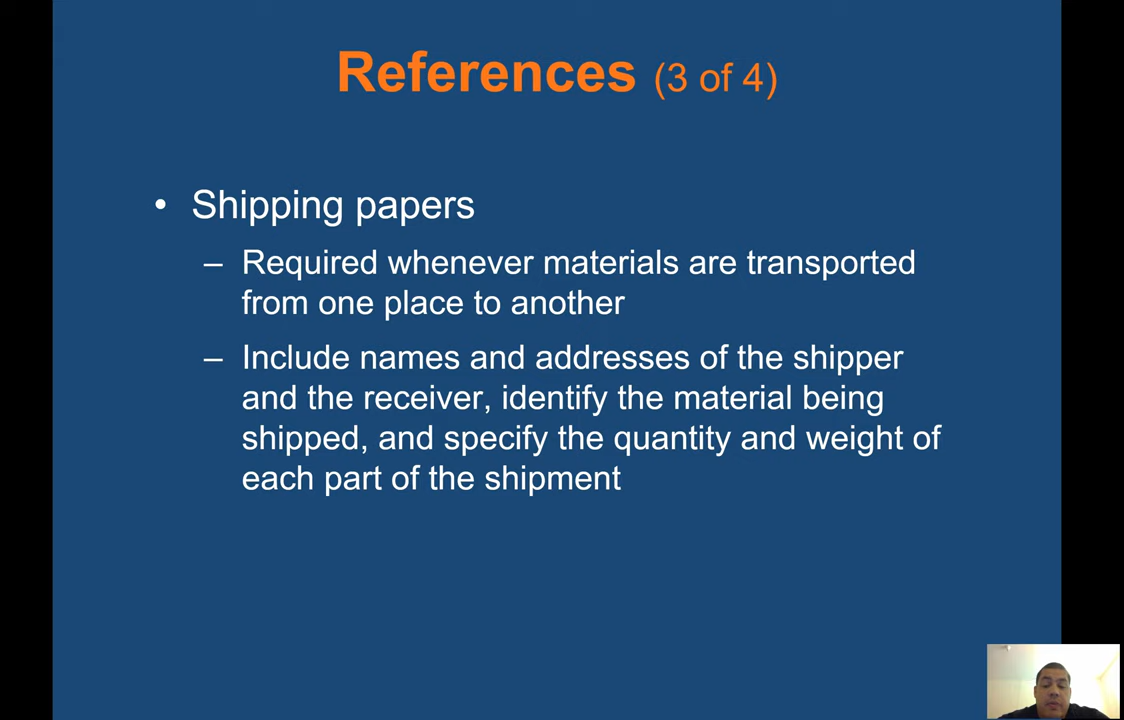 References (3 of 4)
• Shipping papers
– Required whenever materials are transported
from one place to another
– Include names and addresses of the shipper
and the receiver, identify the material being
shipped, and specify the quantity and weight of
each part of the shipment